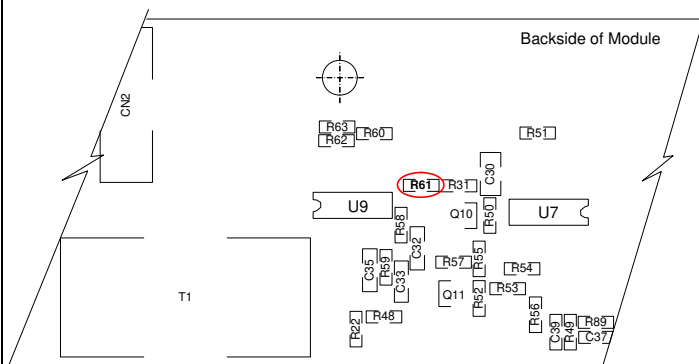 Backside of Module
CN2
R63
R60
R62
R51
R61
R31
C30
U9
R58
Q10
R50
U7
C32
R55
R57
R54
C35
R59
C33
T1
Q11
R52
R53
R56
R22
R48
C39
R49
R89
C37